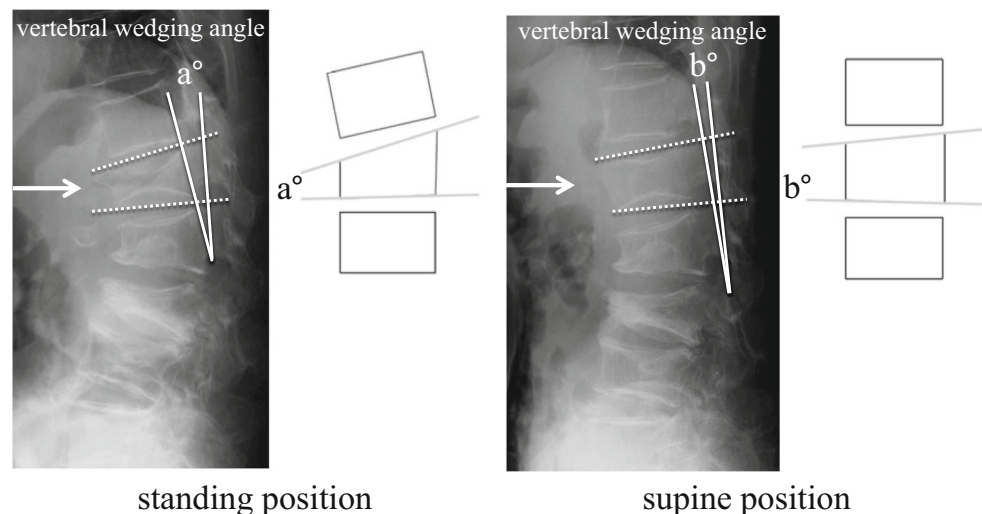 vertebral wedging angle
a°
a°
standing position
vertebral wedging angle
b°
b°
supine position